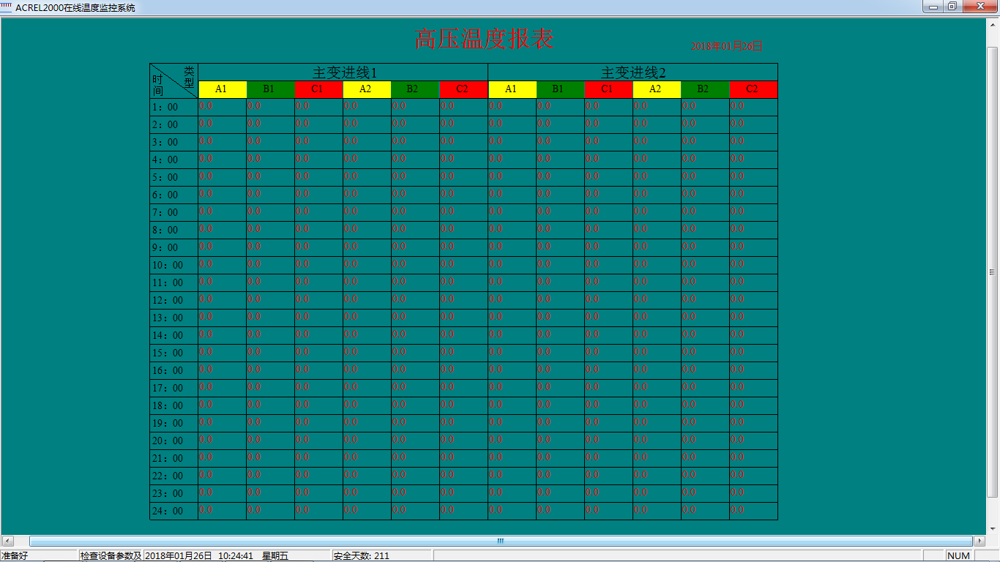 ACREL2000在线温度监控系统
高压温度报表
2018年01月26日
类型 时间 主变进线1 主变进线2
A1 B1 C1 A2 B2 C2 A1 B1 C1 A2 B2 C2
1：00 0.0 0.0 0.0 0.0 0.0 0.0 0.0 0.0 0.0 0.0 0.0 0.0
2：00 0.0 0.0 0.0 0.0 0.0 0.0 0.0 0.0 0.0 0.0 0.0 0.0
3：00 0.0 0.0 0.0 0.0 0.0 0.0 0.0 0.0 0.0 0.0 0.0 0.0
4：00 0.0 0.0 0.0 0.0 0.0 0.0 0.0 0.0 0.0 0.0 0.0 0.0
5：00 0.0 0.0 0.0 0.0 0.0 0.0 0.0 0.0 0.0 0.0 0.0 0.0
6：00 0.0 0.0 0.0 0.0 0.0 0.0 0.0 0.0 0.0 0.0 0.0 0.0
7：00 0.0 0.0 0.0 0.0 0.0 0.0 0.0 0.0 0.0 0.0 0.0 0.0
8：00 0.0 0.0 0.0 0.0 0.0 0.0 0.0 0.0 0.0 0.0 0.0 0.0
9：00 0.0 0.0 0.0 0.0 0.0 0.0 0.0 0.0 0.0 0.0 0.0 0.0
10：00 0.0 0.0 0.0 0.0 0.0 0.0 0.0 0.0 0.0 0.0 0.0 0.0
11：00 0.0 0.0 0.0 0.0 0.0 0.0 0.0 0.0 0.0 0.0 0.0 0.0
12：00 0.0 0.0 0.0 0.0 0.0 0.0 0.0 0.0 0.0 0.0 0.0 0.0
13：00 0.0 0.0 0.0 0.0 0.0 0.0 0.0 0.0 0.0 0.0 0.0 0.0
14：00 0.0 0.0 0.0 0.0 0.0 0.0 0.0 0.0 0.0 0.0 0.0 0.0
15：00 0.0 0.0 0.0 0.0 0.0 0.0 0.0 0.0 0.0 0.0 0.0 0.0
16：00 0.0 0.0 0.0 0.0 0.0 0.0 0.0 0.0 0.0 0.0 0.0 0.0
17：00 0.0 0.0 0.0 0.0 0.0 0.0 0.0 0.0 0.0 0.0 0.0 0.0
18：00 0.0 0.0 0.0 0.0 0.0 0.0 0.0 0.0 0.0 0.0 0.0 0.0
19：00 0.0 0.0 0.0 0.0 0.0 0.0 0.0 0.0 0.0 0.0 0.0 0.0
20：00 0.0 0.0 0.0 0.0 0.0 0.0 0.0 0.0 0.0 0.0 0.0 0.0
21：00 0.0 0.0 0.0 0.0 0.0 0.0 0.0 0.0 0.0 0.0 0.0 0.0
22：00 0.0 0.0 0.0 0.0 0.0 0.0 0.0 0.0 0.0 0.0 0.0 0.0
23：00 0.0 0.0 0.0 0.0 0.0 0.0 0.0 0.0 0.0 0.0 0.0 0.0
24：00 0.0 0.0 0.0 0.0 0.0 0.0 0.0 0.0 0.0 0.0 0.0 0.0
准备好 检查设备参数及 2018年01月26日 10:24:41 星期五 安全天数: 211 NUM